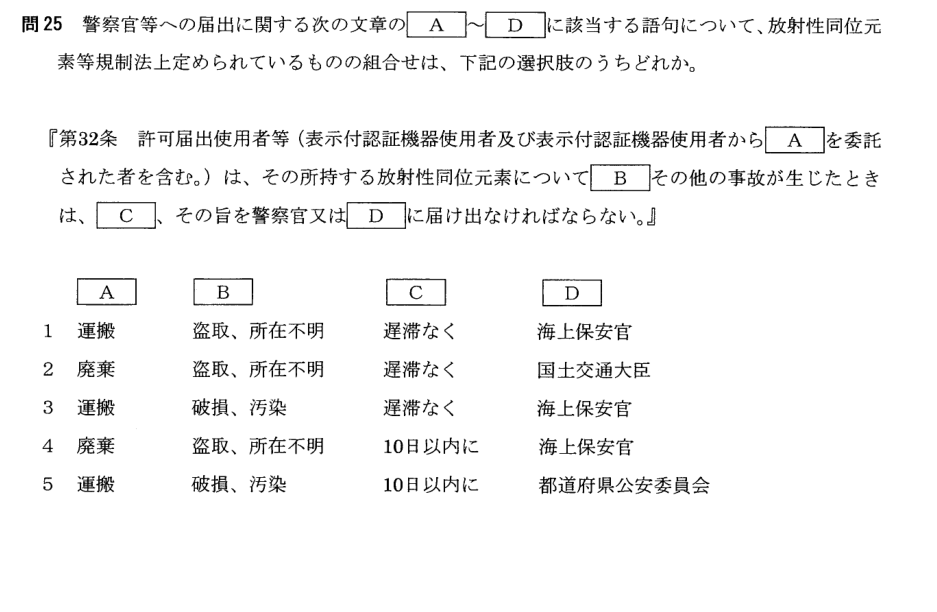 問25　警察官等への届出に関する次の文章の A ～ D に該当する語句について、放射性同位元
素等規制法上定められているものの組合せは、下記の選択肢のうちどれか。
『第32条　許可届出使用者等（表示付認証機器使用者及び表示付認証機器使用者から A を委託
された者を含む。）は、その所持する放射性同位元素について B その他の事故が生じたとき
は、 C 、その旨を警察官又は D に届け出なければならない。』
A　B　C　D
1　運搬　盗取、所在不明　遅滞なく　海上保安官
2　廃棄　盗取、所在不明　遅滞なく　国土交通大臣
3　運搬　破損、汚染　遅滞なく　海上保安官
4　廃棄　盗取、所在不明　10日以内に　海上保安官
5　運搬　破損、汚染　10日以内に　都道府県公安委員会